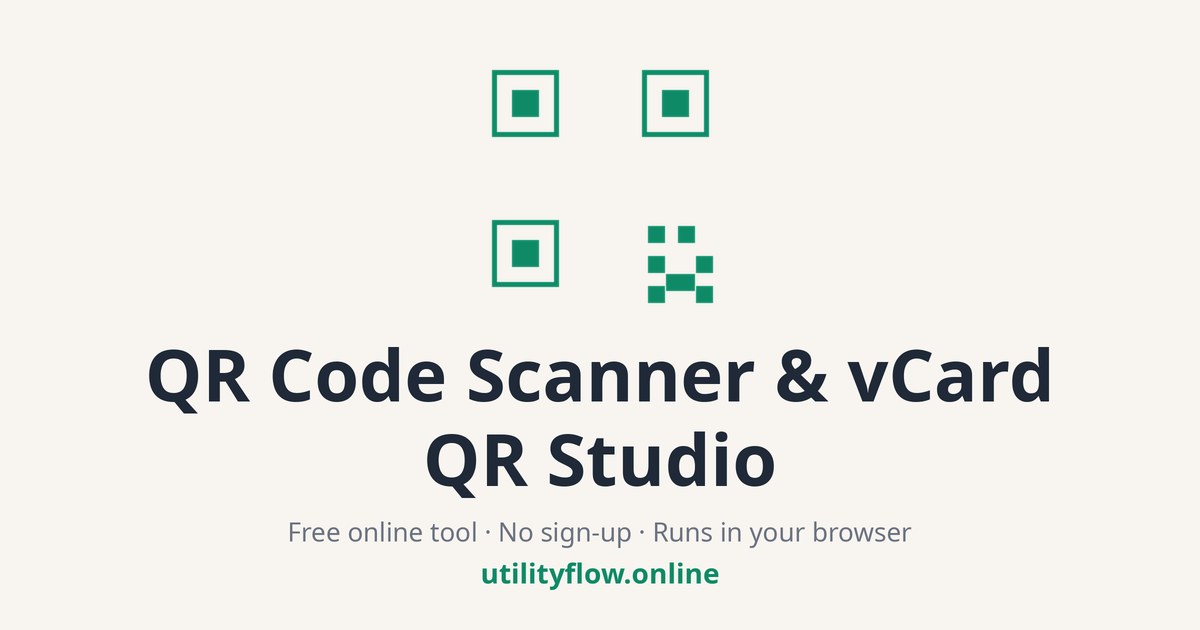 QR Code Scanner & vCard
QR Studio
Free online tool · No sign-up · Runs in your browser
utilityflow.online